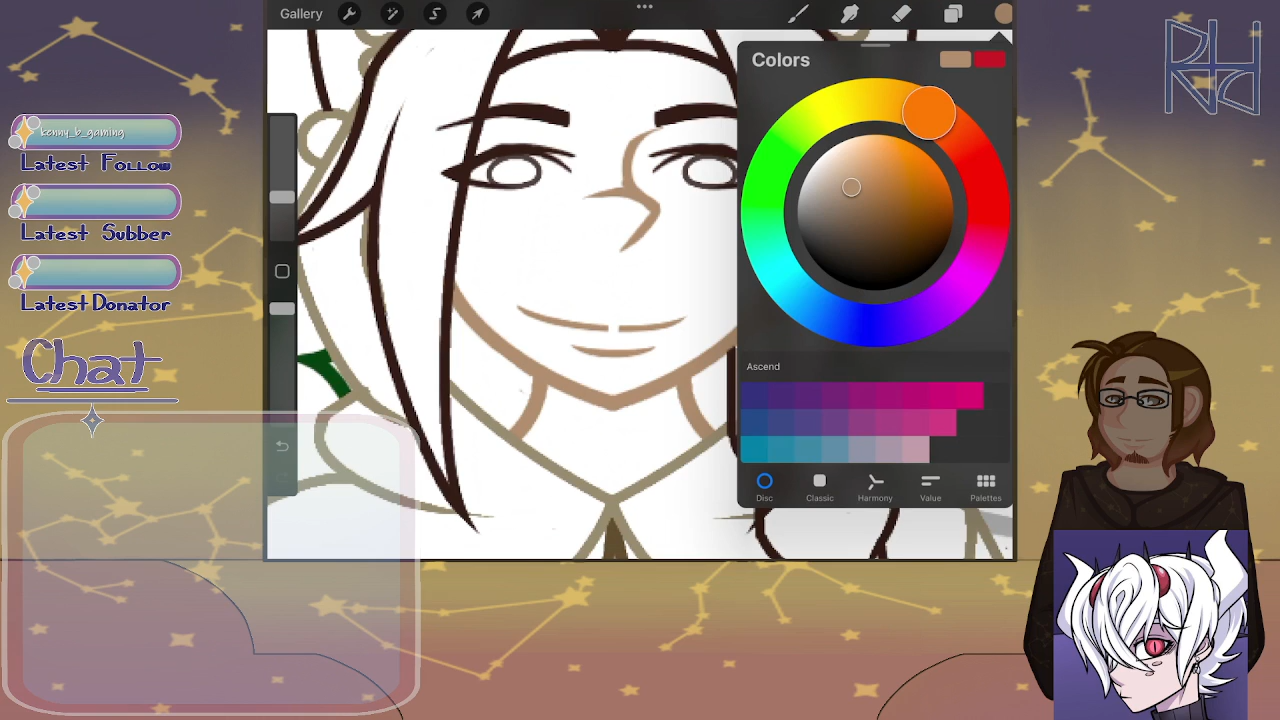 Gallery
Colors
kenny_b_gaming
Latest Follow
Latest Subber
Latest Donator
Chat
Ascend
Disc
Classic
Harmony
Value
Palettes